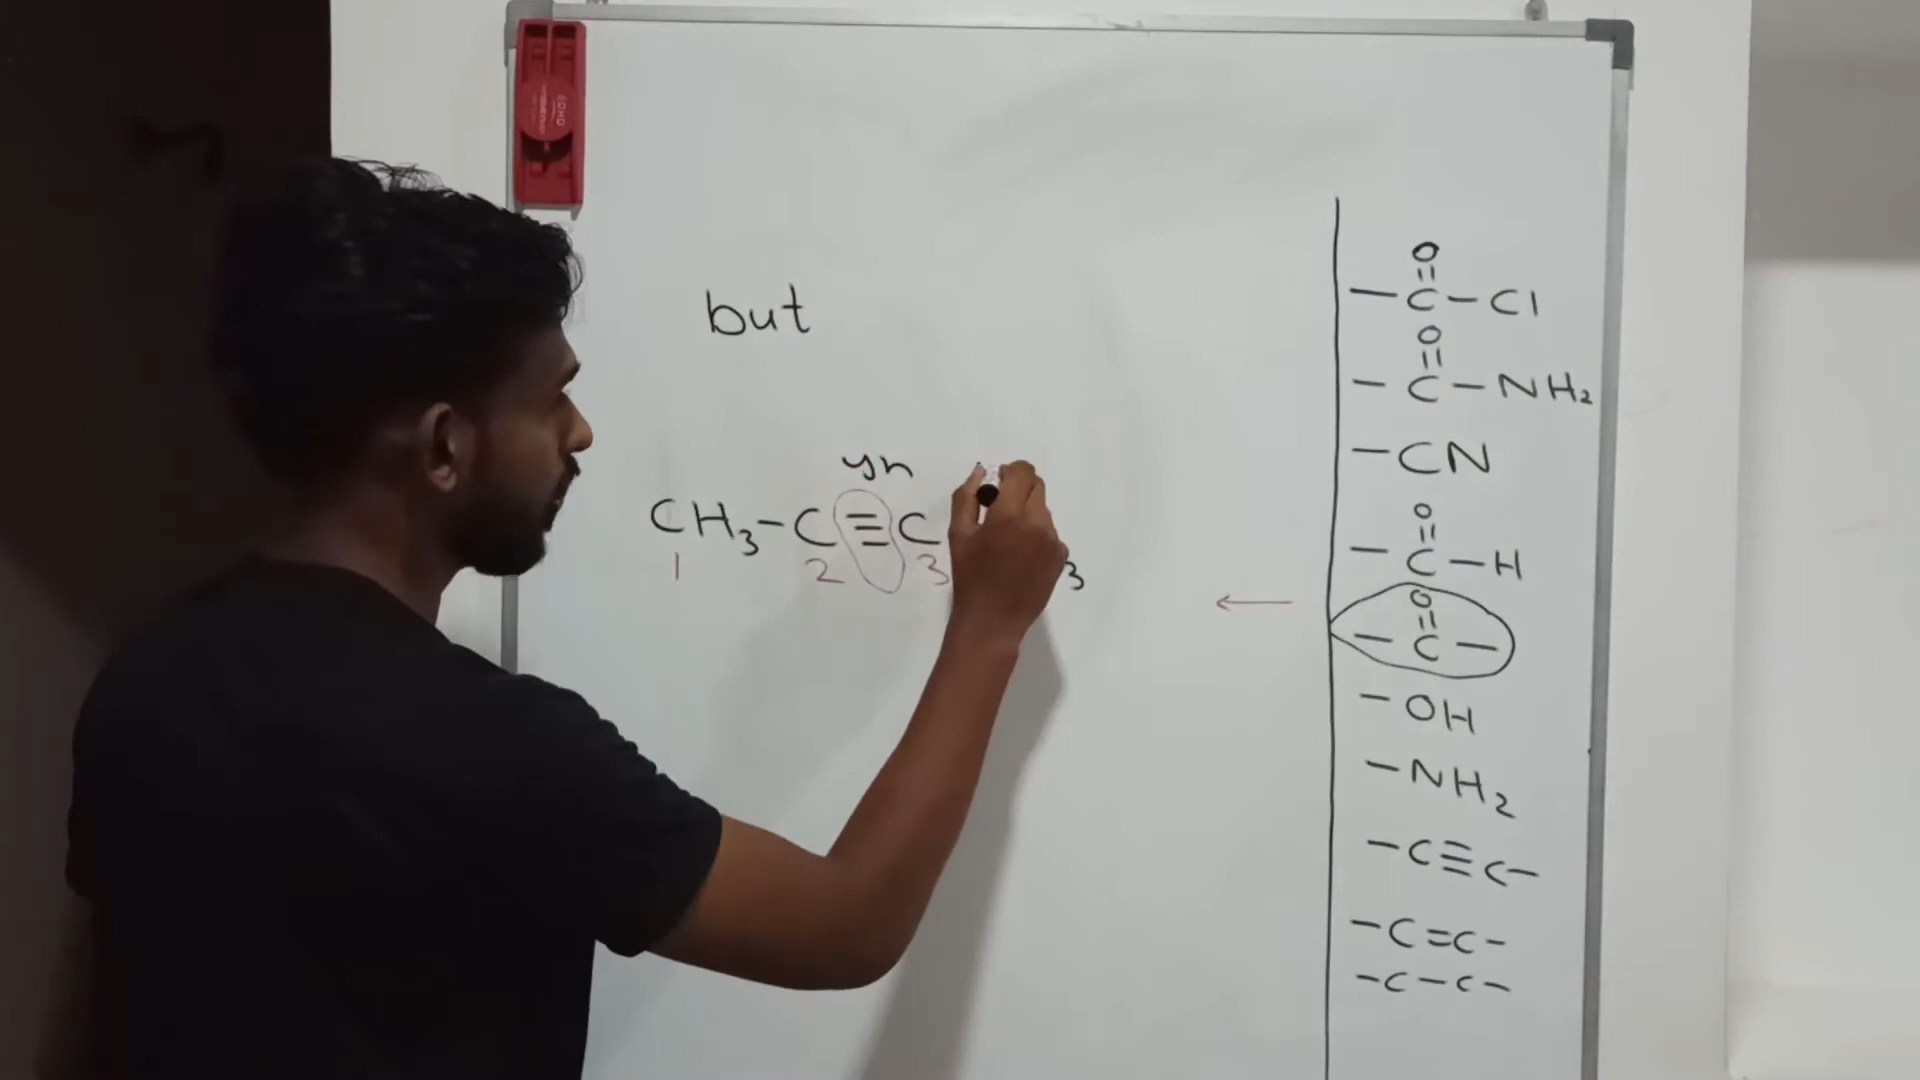 but
yn
CH₃-C≡C
3
1 2 3
O
=
-C-Cl
O
=
-C-NH₂
-CN
O
=
-C-H
←
O
=
-C-
-OH
-NH₂
-C≡C-
-C=C-
-C-C-